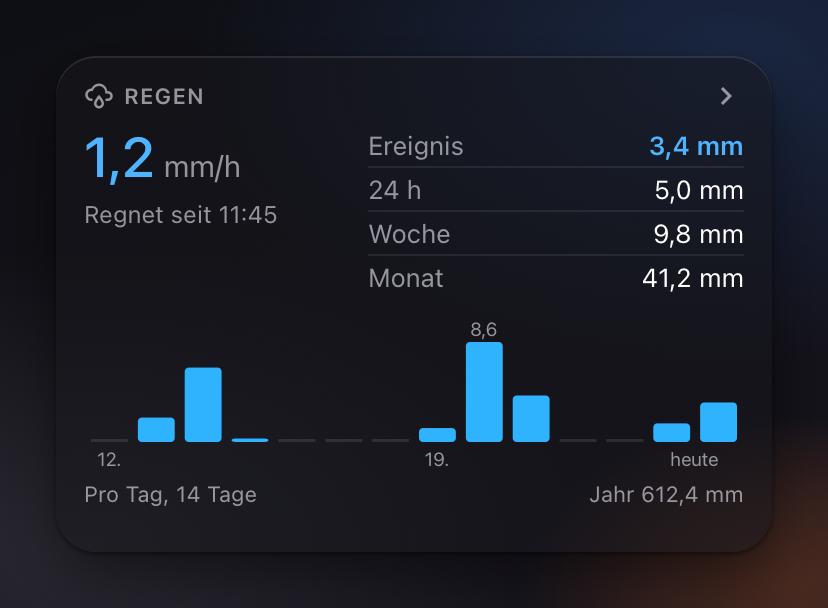 REGEN
1,2 mm/h
Regnet seit 11:45
Ereignis 3,4 mm
24 h 5,0 mm
Woche 9,8 mm
Monat 41,2 mm
8,6
12. 19. heute
Pro Tag, 14 Tage Jahr 612,4 mm